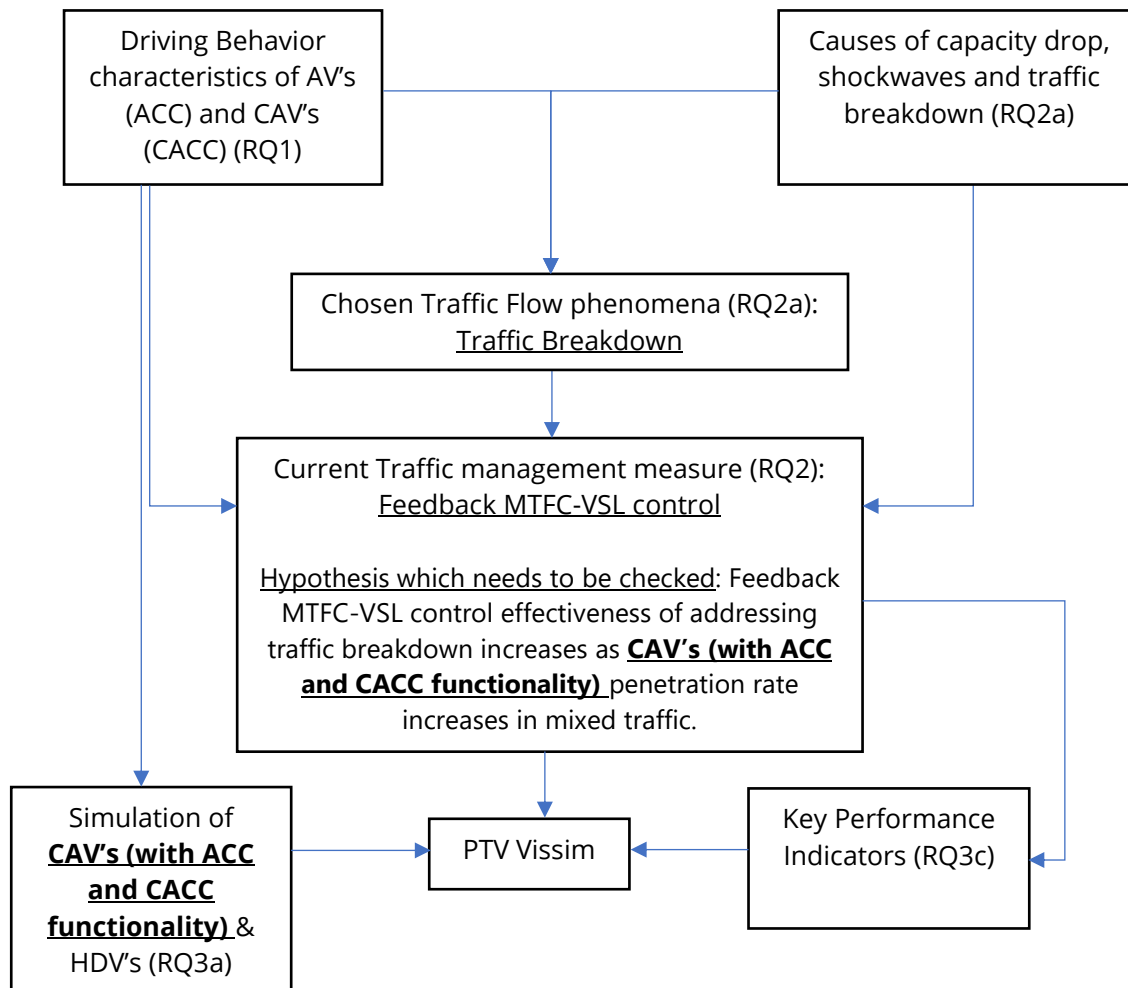 Driving Behavior
characteristics of AV’s
(ACC) and CAV’s
(CACC) (RQ1)
Causes of capacity drop,
shockwaves and traffic
breakdown (RQ2a)
Chosen Traffic Flow phenomena (RQ2a):
Traffic Breakdown
Current Traffic management measure (RQ2):
Feedback MTFC-VSL control
Hypothesis which needs to be checked: Feedback
MTFC-VSL control effectiveness of addressing
traffic breakdown increases as CAV’s (with ACC
and CACC functionality) penetration rate
increases in mixed traffic.
Simulation of
CAV’s (with ACC
and CACC
functionality) &
HDV’s (RQ3a)
PTV Vissim
Key Performance
Indicators (RQ3c)